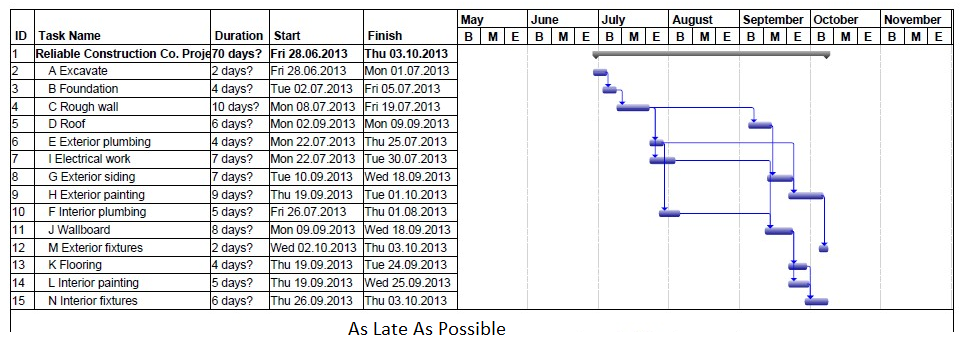 May June July August September October November
ID Task Name Duration Start Finish B M E B M E B M E B M E B M E B M E B M E
1 Reliable Construction Co. Proje 70 days? Fri 28.06.2013 Thu 03.10.2013
2 A Excavate 2 days? Fri 28.06.2013 Mon 01.07.2013
3 B Foundation 4 days? Tue 02.07.2013 Fri 05.07.2013
4 C Rough wall 10 days? Mon 08.07.2013 Fri 19.07.2013
5 D Roof 6 days? Mon 02.09.2013 Mon 09.09.2013
6 E Exterior plumbing 4 days? Mon 22.07.2013 Thu 25.07.2013
7 I Electrical work 7 days? Mon 22.07.2013 Tue 30.07.2013
8 G Exterior siding 7 days? Tue 10.09.2013 Wed 18.09.2013
9 H Exterior painting 9 days? Thu 19.09.2013 Tue 01.10.2013
10 F Interior plumbing 5 days? Fri 26.07.2013 Thu 01.08.2013
11 J Wallboard 8 days? Mon 09.09.2013 Wed 18.09.2013
12 M Exterior fixtures 2 days? Wed 02.10.2013 Thu 03.10.2013
13 K Flooring 4 days? Thu 19.09.2013 Tue 24.09.2013
14 L Interior painting 5 days? Thu 19.09.2013 Wed 25.09.2013
15 N Interior fixtures 6 days? Thu 26.09.2013 Thu 03.10.2013
As Late As Possible